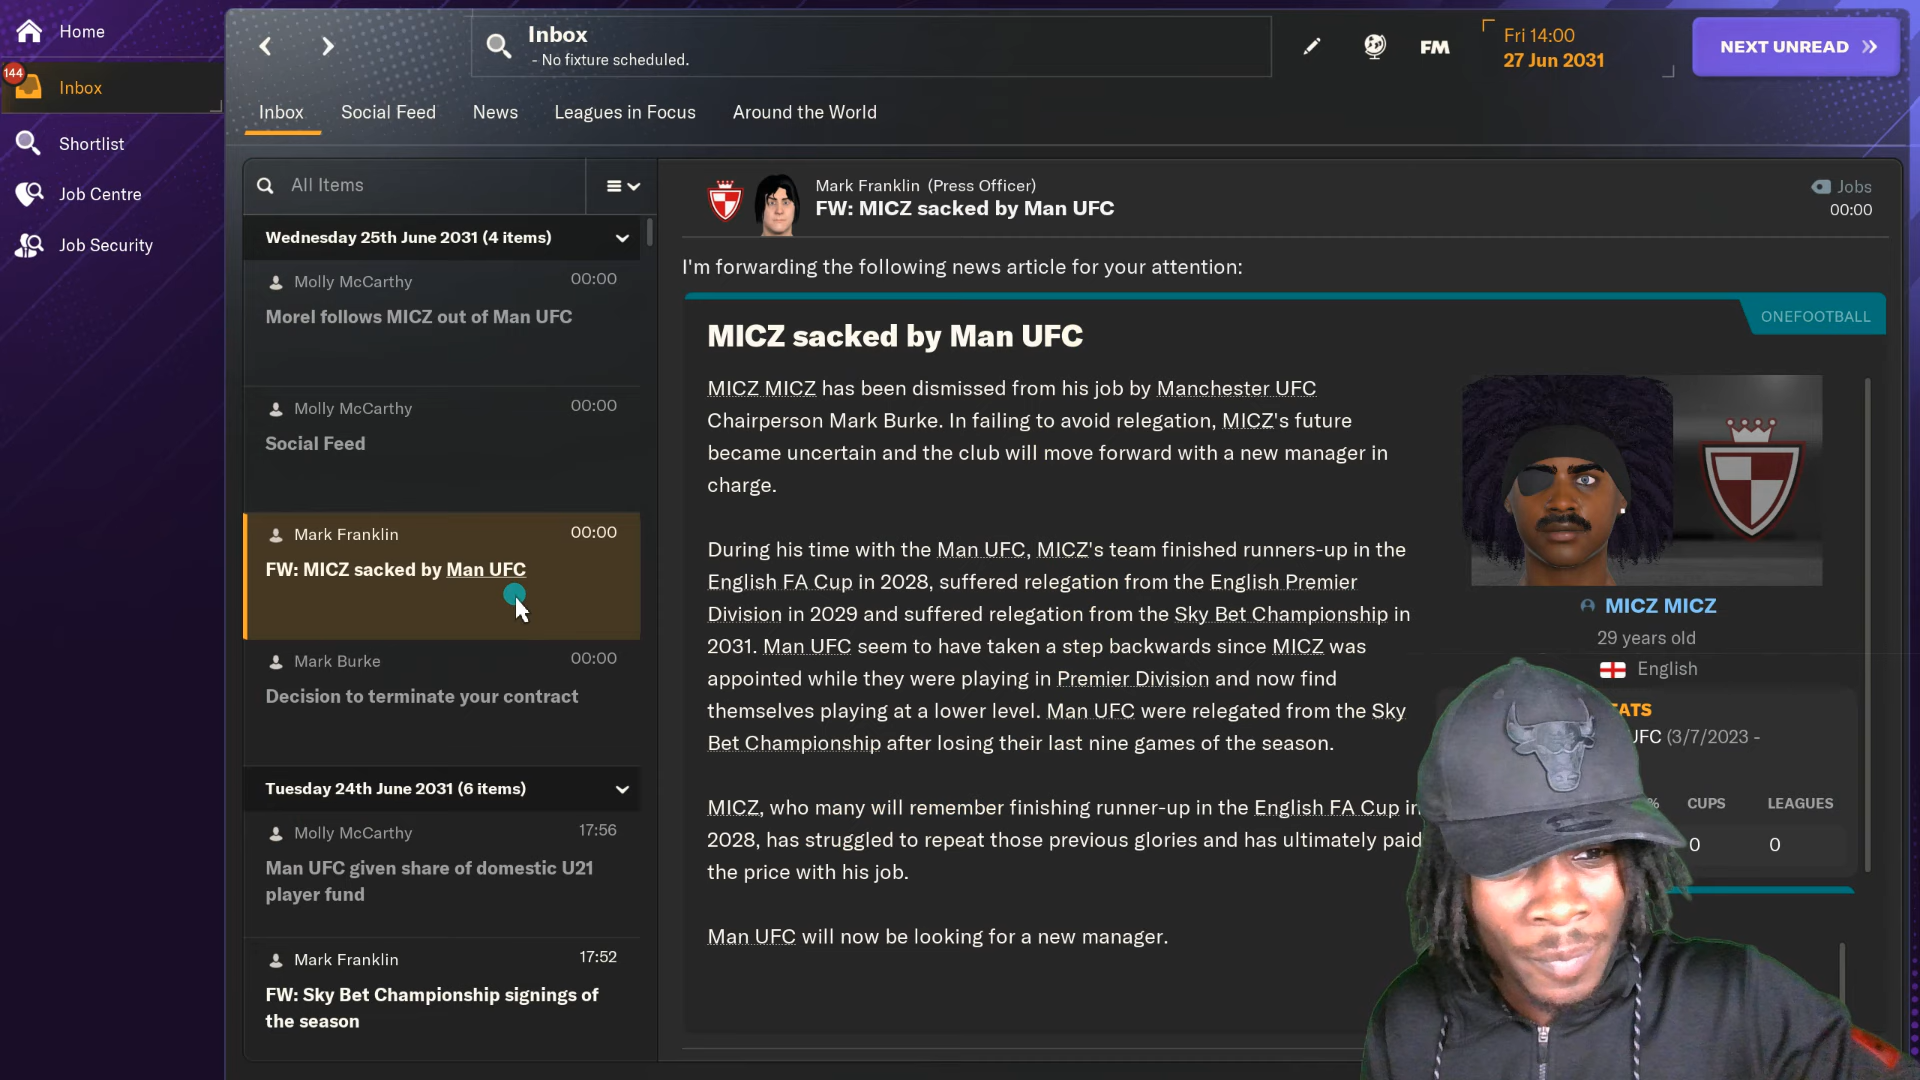 Home
144
Inbox
Shortlist
Job Centre
Job Security
Inbox
- No fixture scheduled.
FM
Fri 14:00
27 Jun 2031
NEXT UNREAD
Inbox
Social Feed
News
Leagues in Focus
Around the World
All Items
Wednesday 25th June 2031 (4 items)
Molly McCarthy 00:00
Morel follows MICZ out of Man UFC
Molly McCarthy 00:00
Social Feed
Mark Franklin 00:00
FW: MICZ sacked by Man UFC
Mark Burke 00:00
Decision to terminate your contract
Tuesday 24th June 2031 (6 items)
Molly McCarthy 17:56
Man UFC given share of domestic U21
player fund
Mark Franklin 17:52
FW: Sky Bet Championship signings of
the season
Mark Franklin (Press Officer)
FW: MICZ sacked by Man UFC
Jobs
00:00
I'm forwarding the following news article for your attention:
ONEFOOTBALL
MICZ sacked by Man UFC
MICZ MICZ has been dismissed from his job by Manchester UFC
Chairperson Mark Burke. In failing to avoid relegation, MICZ's future
became uncertain and the club will move forward with a new manager in
charge.
During his time with the Man UFC, MICZ's team finished runners-up in the
English FA Cup in 2028, suffered relegation from the English Premier
Division in 2029 and suffered relegation from the Sky Bet Championship in
2031. Man UFC seem to have taken a step backwards since MICZ was
appointed while they were playing in Premier Division and now find
themselves playing at a lower level. Man UFC were relegated from the Sky
Bet Championship after losing their last nine games of the season.
MICZ, who many will remember finishing runner-up in the English FA Cup in
2028, has struggled to repeat those previous glories and has ultimately paid
the price with his job.
Man UFC will now be looking for a new manager.
MICZ MICZ
29 years old
English
UFC (3/7/2023 -
% CUPS LEAGUES
0 0